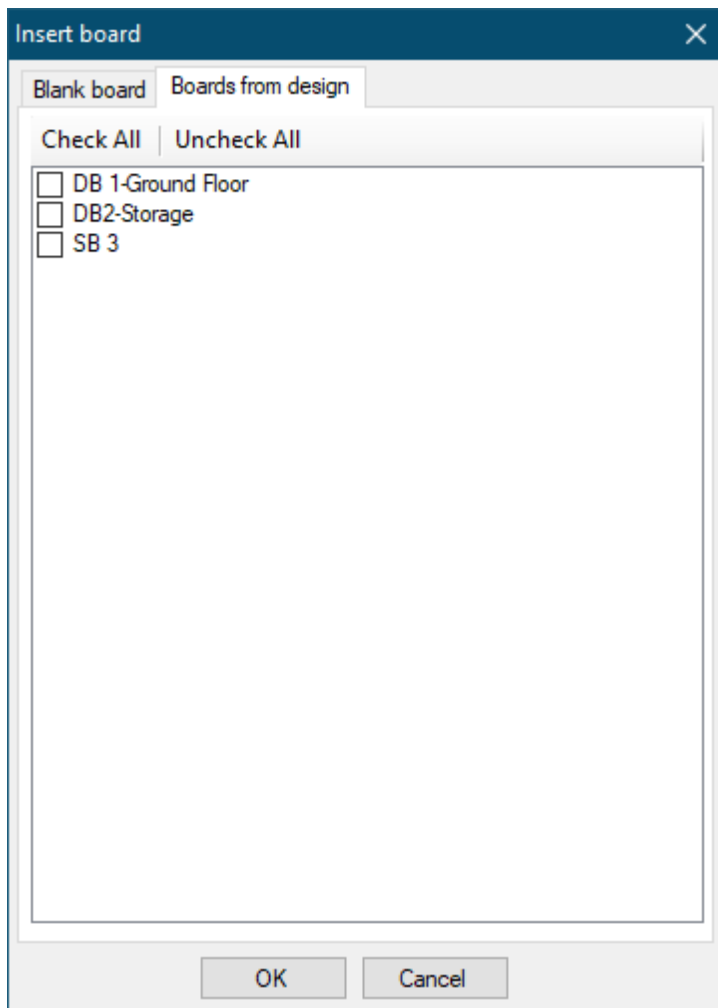 Insert board
Blank board Boards from design
Check All Uncheck All
DB 1-Ground Floor
DB2-Storage
SB 3
OK Cancel